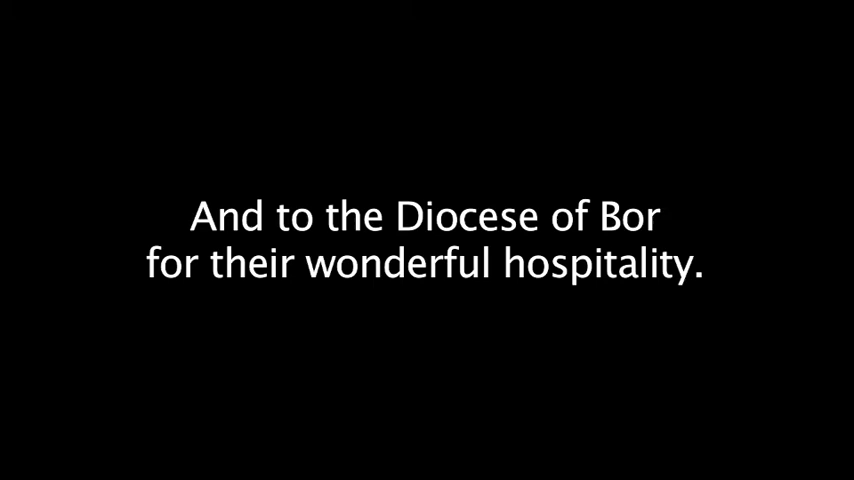 And to the Diocese of Bor
for their wonderful hospitality.